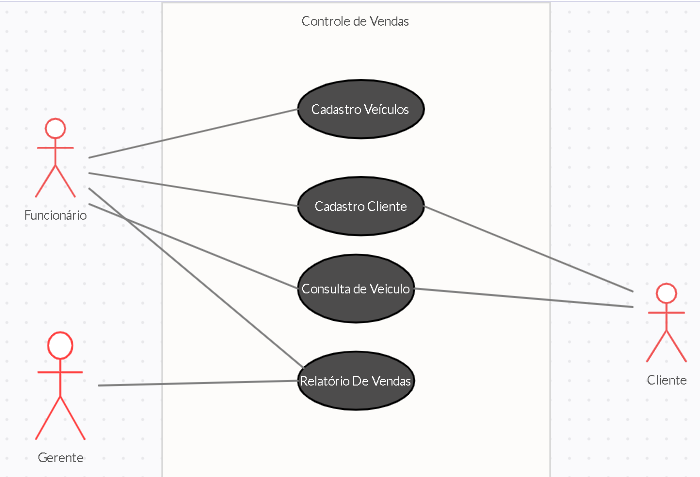 Controle de Vendas
Cadastro Veículos
Funcionário
Cadastro Cliente
Consulta de Veiculo
Relatório De Vendas
Cliente
Gerente